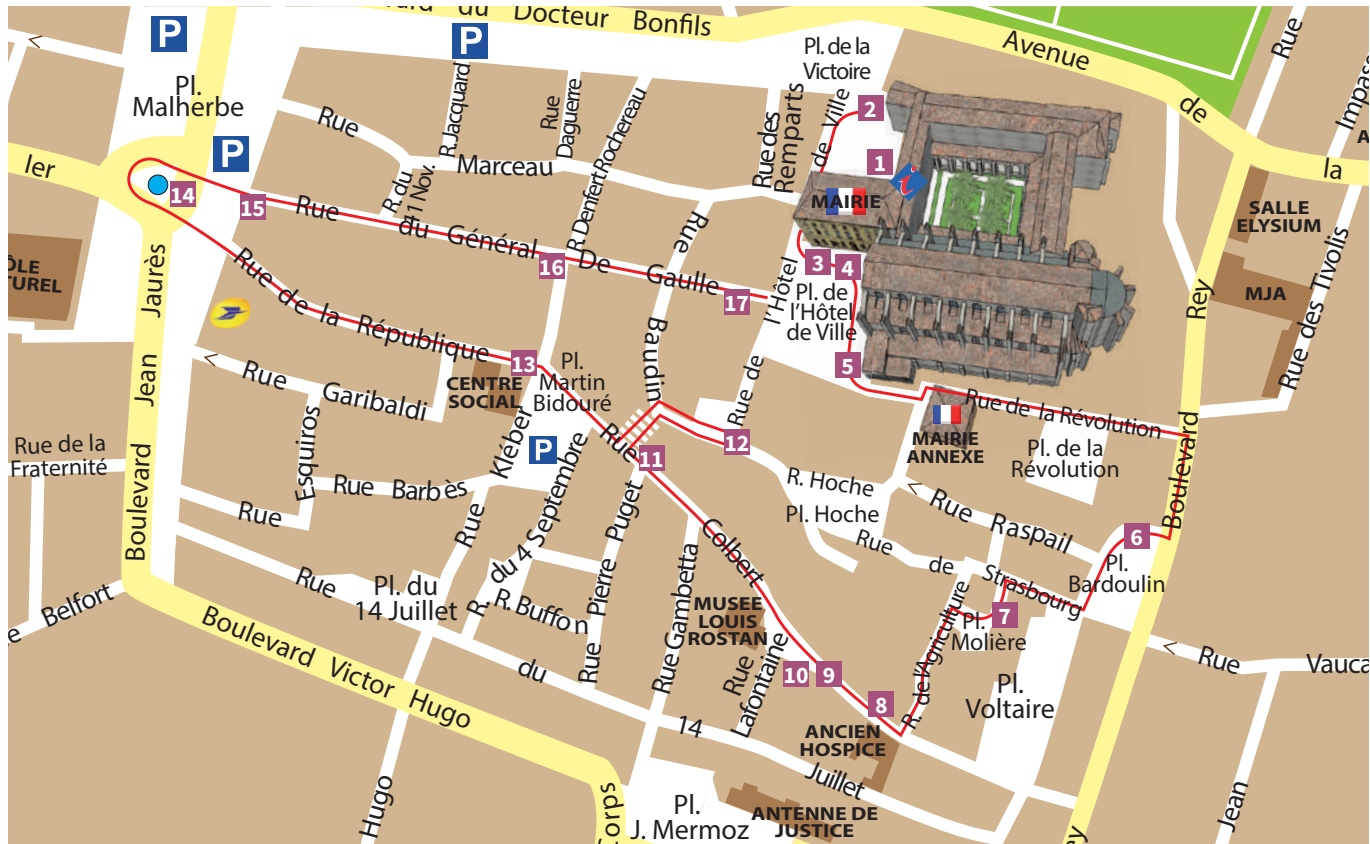 ard du Docteur Bonfils
Avenue
de
la
Rue
Impasse
A
P
P
P
P
Pl.
Malherbe
Pl. de la
Victoire
Rue
Marceau
R. Jacquard
Rue
Daguerre
R. Denfert Rochereau
Rue des
Remparts
de Ville
2
1
i
MAIRIE
SALLE
ELYSIUM
MJA
Rue des Tivolis
ler
14
15
Rue
du Général
De Gaulle
R. du
11 Nov.
16
17
Rue
Baudin
l'Hôtel
3
4
Pl. de
l'Hôtel
de Ville
5
ÔLE
TUREL
Boulevard Jean Jaurès
Rue de la République
13
Pl.
Martin
Bidouré
CENTRE
SOCIAL
Rue Garibaldi
Rue de
12
Rue de la Révolution
MAIRIE
ANNEXE
Pl. de la
Révolution
Boulevard
Rey
Rue de la
Fraternité
Esquiros
Rue
Rue Barbès
Rue Kléber
R. du 4 Septembre
Rue
Colbert
11
R. Hoche
Pl. Hoche
Rue Raspail
6
Pl.
Bardoulin
Rue
de
Strasbourg
7
Pl.
Molière
R. de l'Agriculture
Rue
Vauca
Belfort
e
Rue
Pl. du
14 Juillet
R. Buffon
Rue Pierre Puget
Rue Gambetta
MUSEE
LOUIS
ROSTAN
Rue
Lafontaine
10
9
8
Pl.
Voltaire
Boulevard Victor Hugo
du
14
Juillet
ANCIEN
HOSPICE
Hugo
Corps
Pl.
J. Mermoz
ANTENNE DE
JUSTICE
ey
Jean